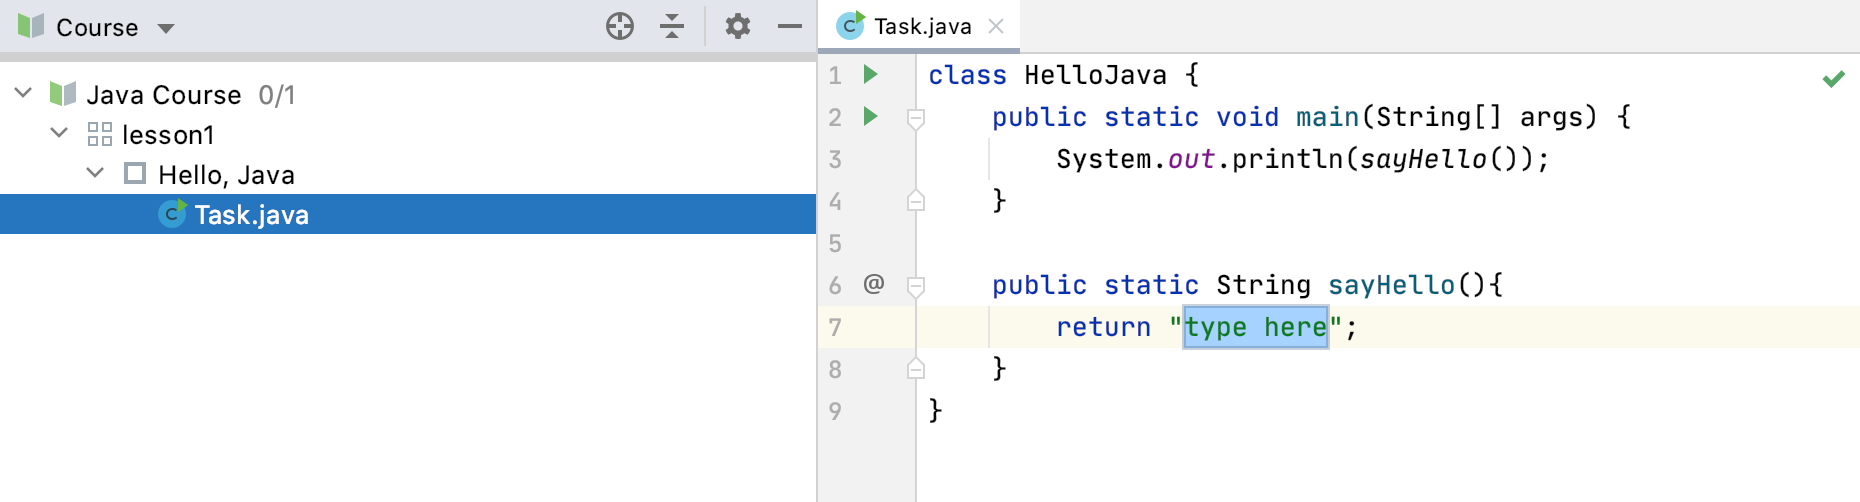 Course
Java Course 0/1
lesson1
Hello, Java
Task.java
Task.java
1 class HelloJava {
2     public static void main(String[] args) {
3         System.out.println(sayHello());
4     }
5
6 @   public static String sayHello(){
7         return "type here";
8     }
9 }